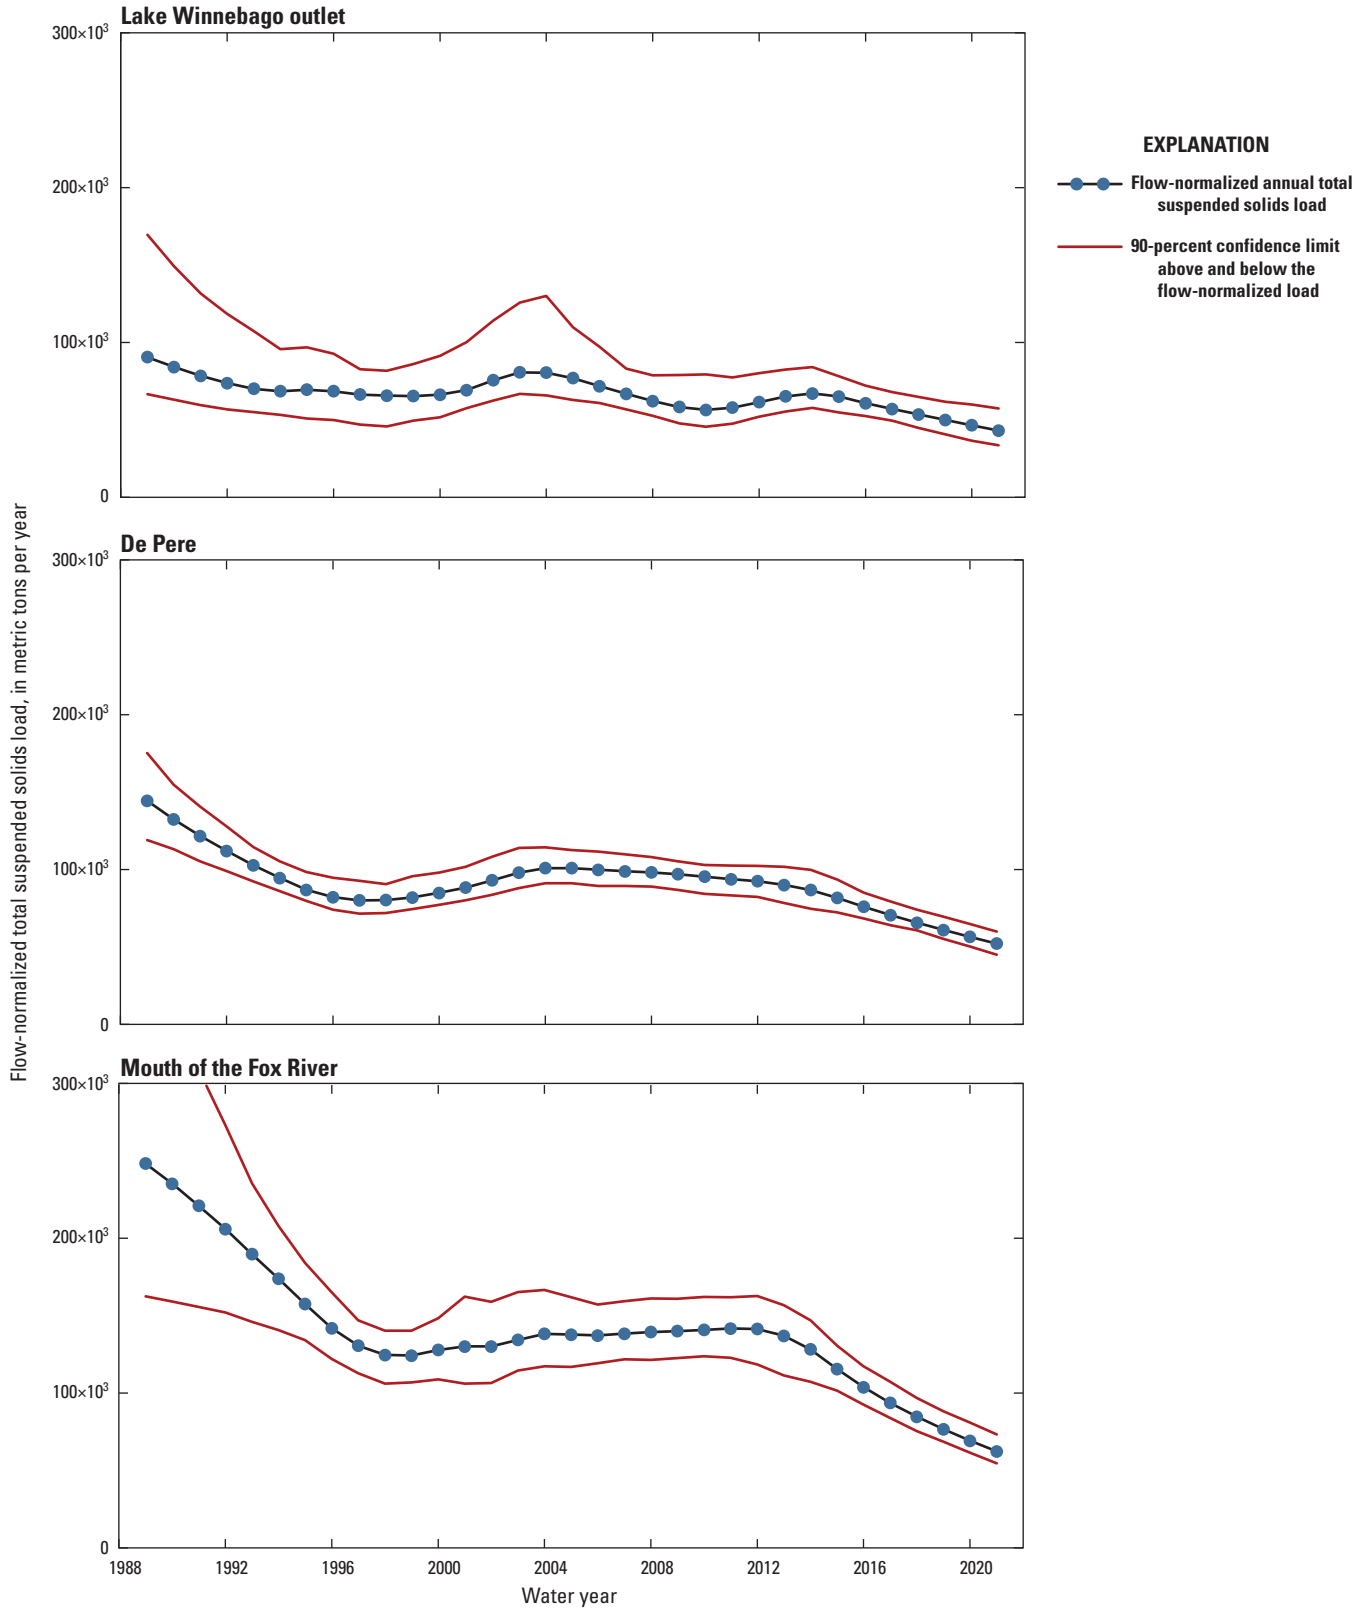 Lake Winnebago outlet
300×10³
200×10³
100×10³
0
EXPLANATION
Flow-normalized annual total
suspended solids load
90-percent confidence limit
above and below the
flow-normalized load
Flow-normalized total suspended solids load, in metric tons per year
De Pere
300×10³
200×10³
100×10³
0
Mouth of the Fox River
300×10³
200×10³
100×10³
0
1988 1992 1996 2000 2004 2008 2012 2016 2020
Water year